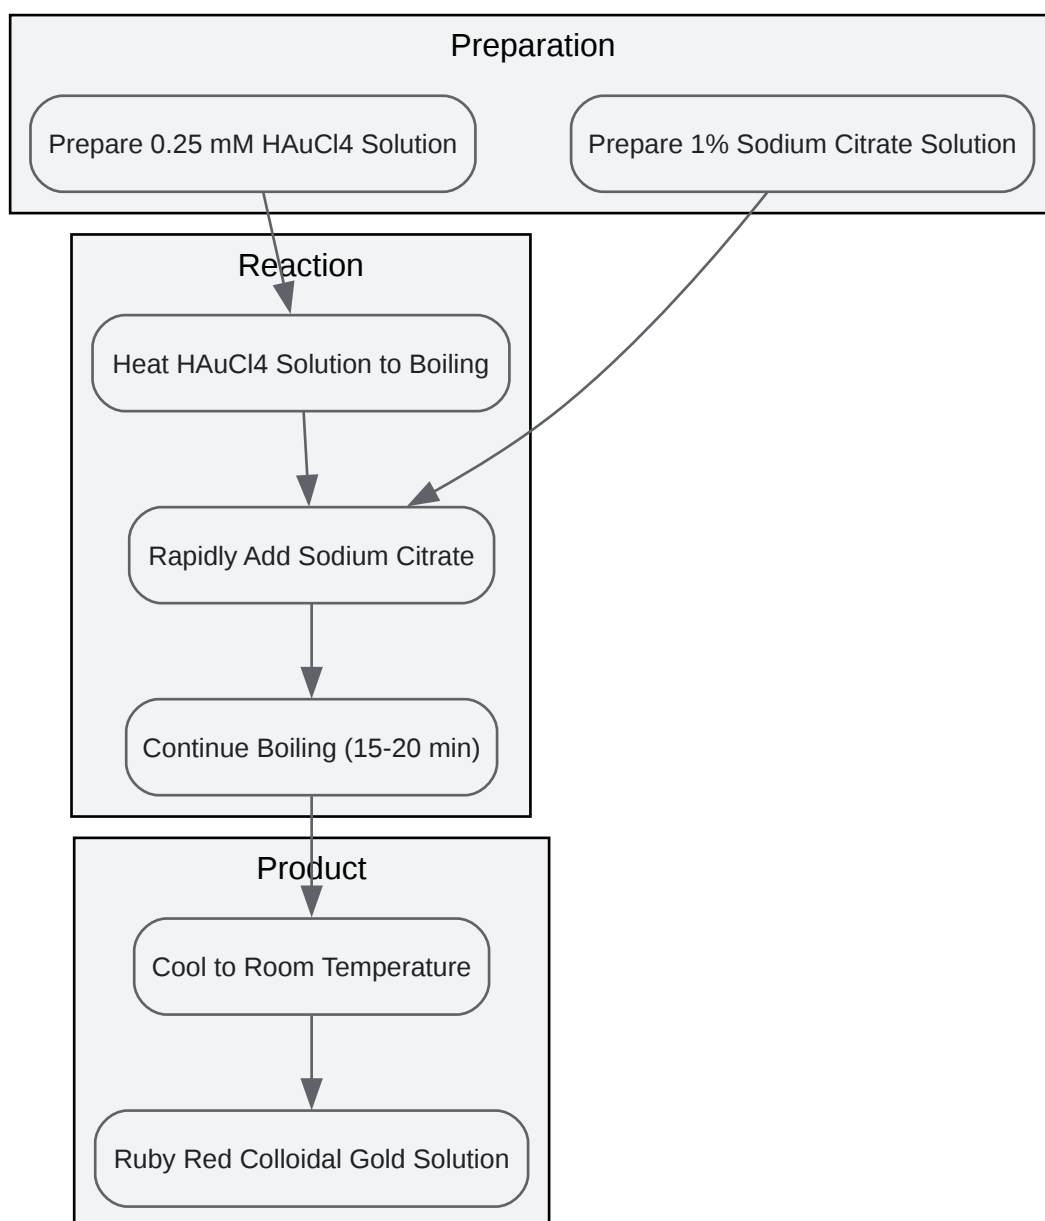 Preparation
Prepare 0.25 mM HAuCl4 Solution
Prepare 1% Sodium Citrate Solution
Reaction
Heat HAuCl4 Solution to Boiling
Rapidly Add Sodium Citrate
Continue Boiling (15-20 min)
Product
Cool to Room Temperature
Ruby Red Colloidal Gold Solution